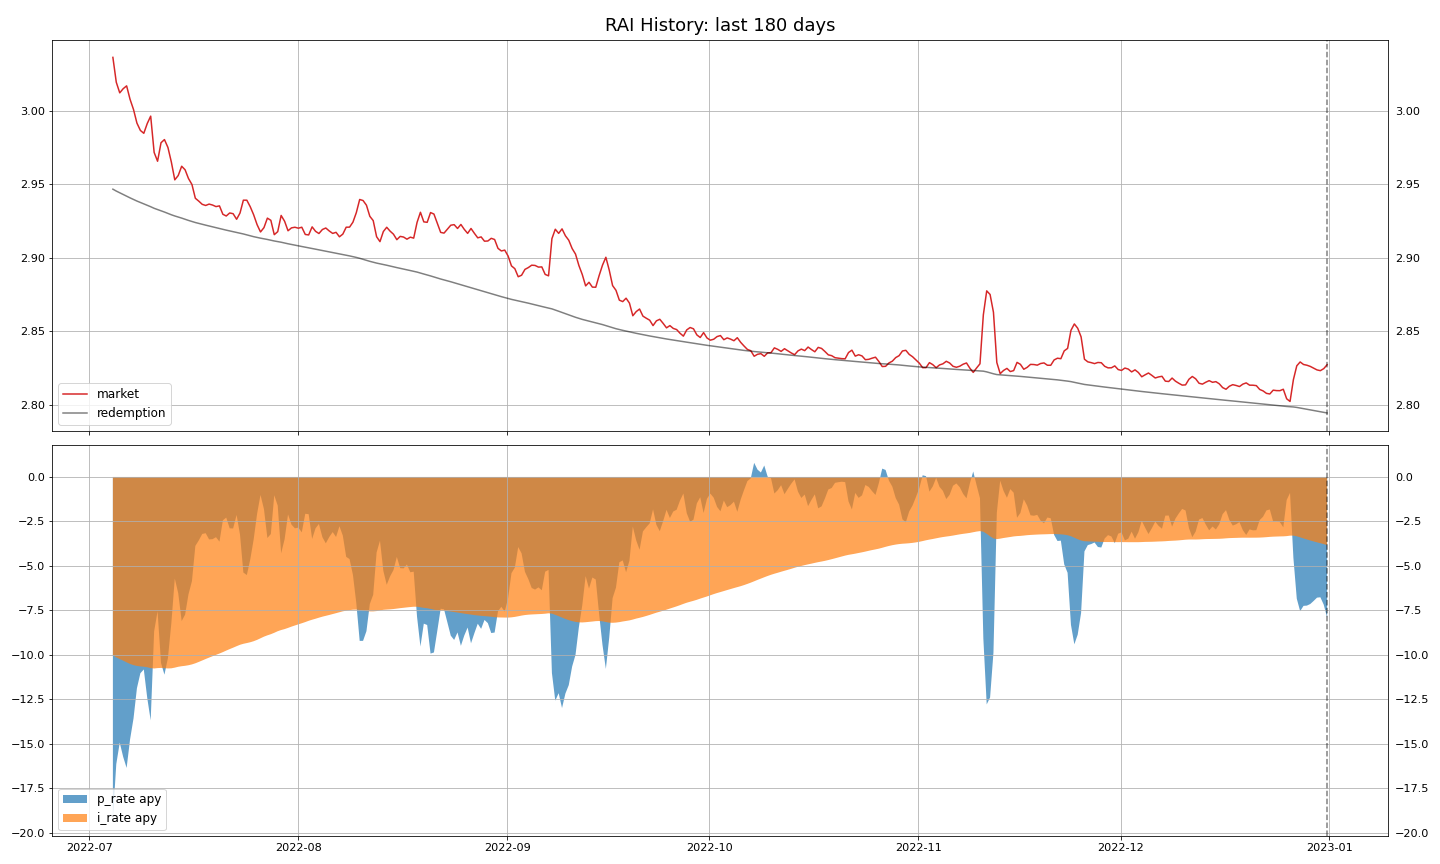 RAI History: last 180 days
3.00 3.00
2.95 2.95
2.90 2.90
2.85 2.85
2.80 2.80
market
redemption
0.0 0.0
−2.5 −2.5
−5.0 −5.0
−7.5 −7.5
−10.0 −10.0
−12.5 −12.5
−15.0 −15.0
−17.5 −17.5
−20.0 −20.0
p_rate apy
i_rate apy
2022-07 2022-08 2022-09 2022-10 2022-11 2022-12 2023-01